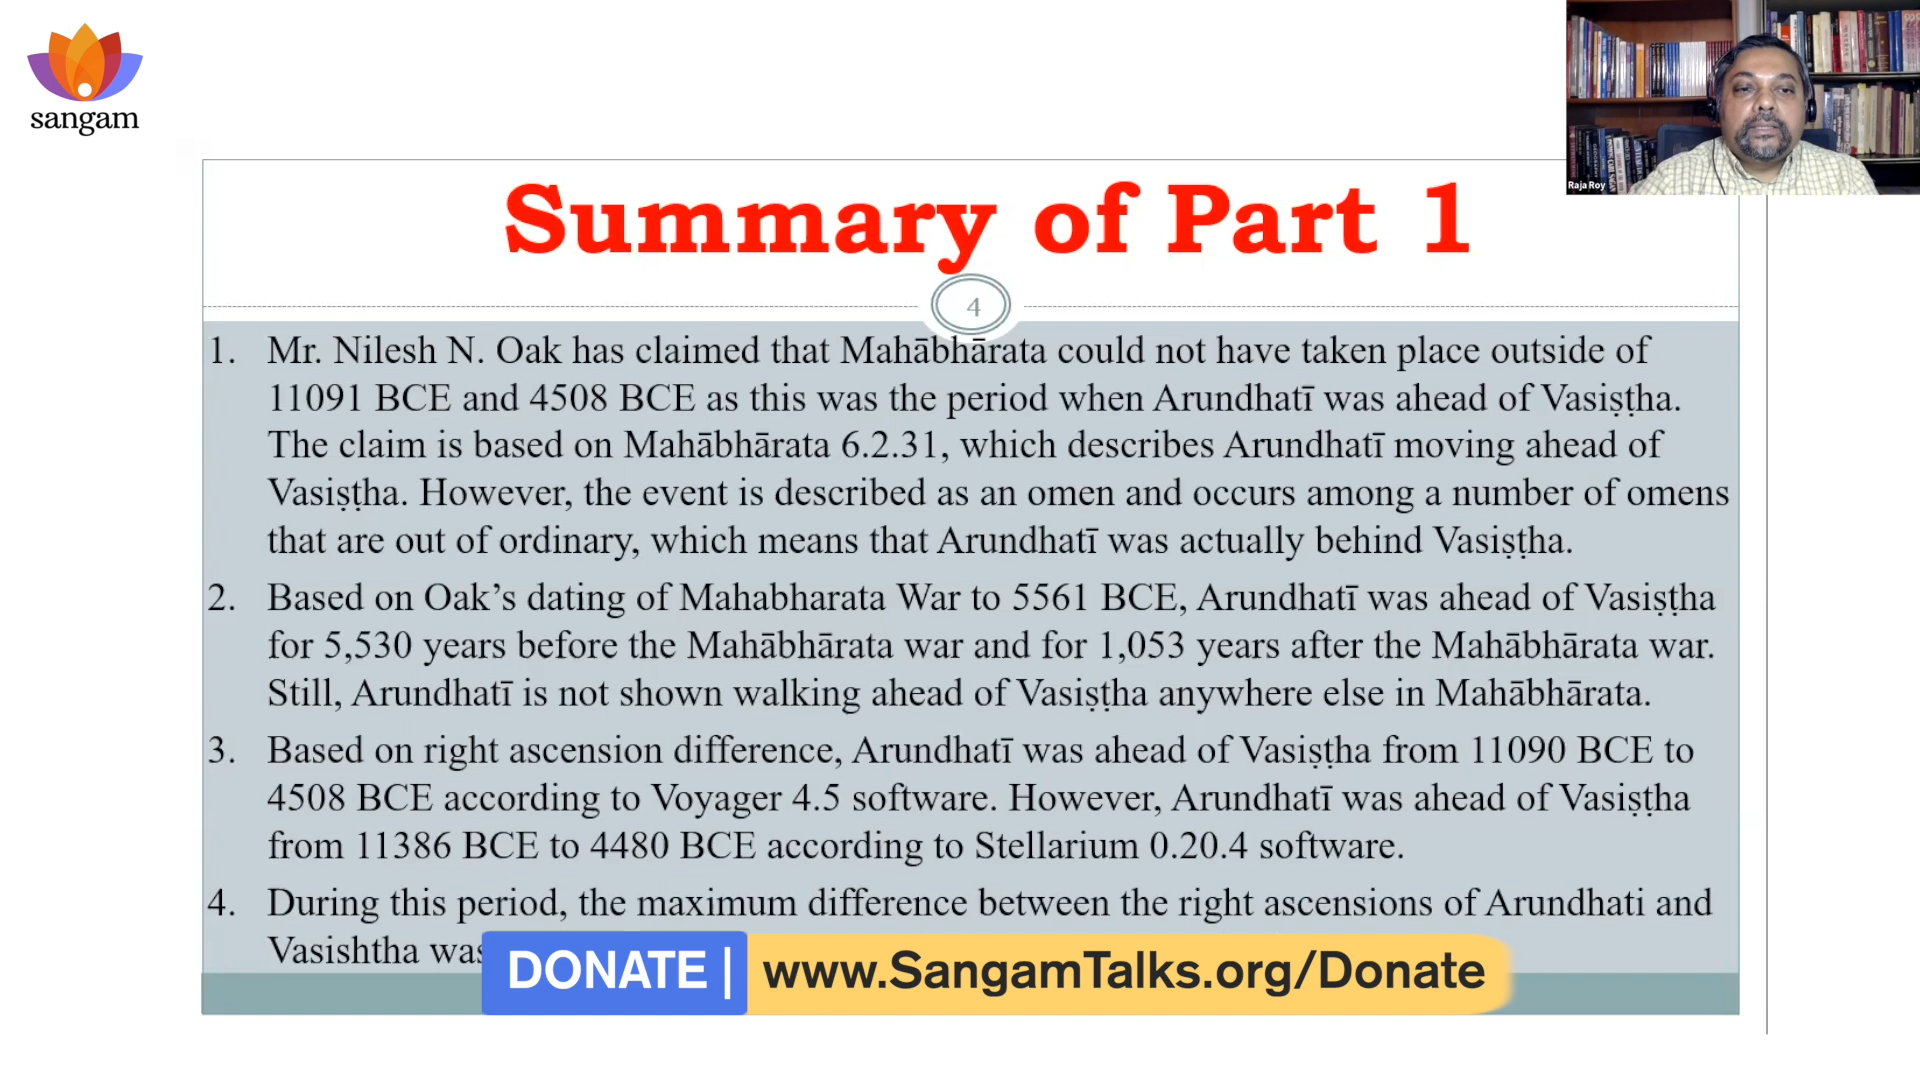 sangam
Raja Roy
Summary of Part 1
4
1. Mr. Nilesh N. Oak has claimed that Mahābhārata could not have taken place outside of
11091 BCE and 4508 BCE as this was the period when Arundhatī was ahead of Vasiṣṭha.
The claim is based on Mahābhārata 6.2.31, which describes Arundhatī moving ahead of
Vasiṣṭha. However, the event is described as an omen and occurs among a number of omens
that are out of ordinary, which means that Arundhatī was actually behind Vasiṣṭha.
2. Based on Oak’s dating of Mahabharata War to 5561 BCE, Arundhatī was ahead of Vasiṣṭha
for 5,530 years before the Mahābhārata war and for 1,053 years after the Mahābhārata war.
Still, Arundhatī is not shown walking ahead of Vasiṣṭha anywhere else in Mahābhārata.
3. Based on right ascension difference, Arundhatī was ahead of Vasiṣṭha from 11090 BCE to
4508 BCE according to Voyager 4.5 software. However, Arundhatī was ahead of Vasiṣṭha
from 11386 BCE to 4480 BCE according to Stellarium 0.20.4 software.
4. During this period, the maximum difference between the right ascensions of Arundhati and
Vasishtha was
DONATE | www.SangamTalks.org/Donate